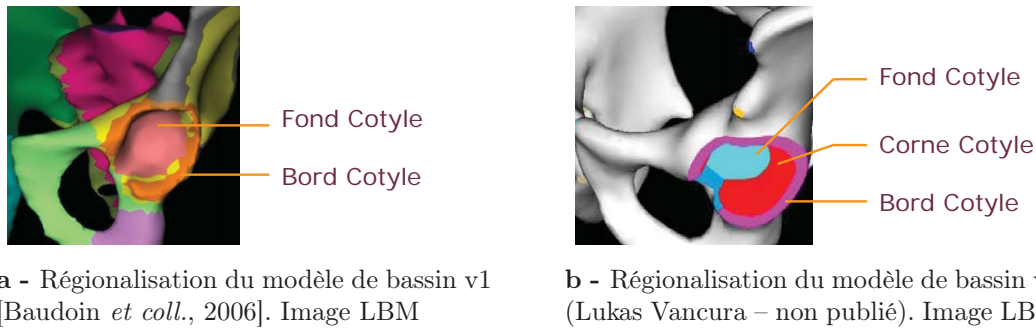 Fond Cotyle
Bord Cotyle
Fond Cotyle
Corne Cotyle
Bord Cotyle
a - Régionalisation du modèle de bassin v1
[Baudoin et coll., 2006]. Image LBM
b - Régionalisation du modèle de bassin
(Lukas Vancura – non publié). Image